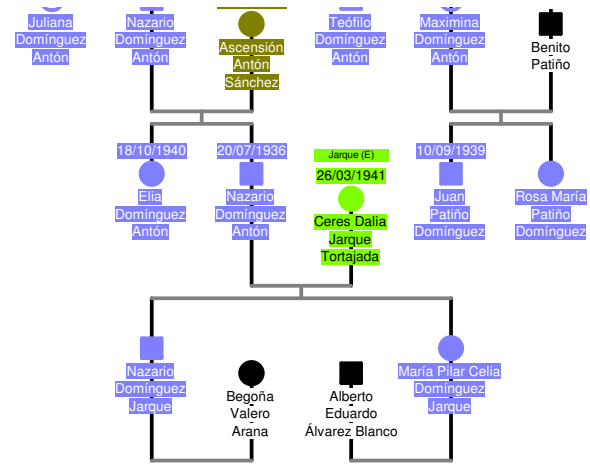 Juliana
Domínguez
Antón
Nazario
Domínguez
Antón
Ascensión
Antón
Sánchez
Teófilo
Domínguez
Antón
Maximina
Domínguez
Antón
Benito
Patiño
18/10/1940
Elia
Domínguez
Antón
20/07/1936
Nazario
Domínguez
Antón
Jarque (E)
26/03/1941
Ceres Dalia
Jarque
Tortajada
10/09/1939
Juan
Patiño
Domínguez
Rosa María
Patiño
Domínguez
Nazario
Domínguez
Jarque
Begoña
Valero
Arana
Alberto
Eduardo
Álvarez Blanco
María Pilar Celia
Domínguez
Jarque